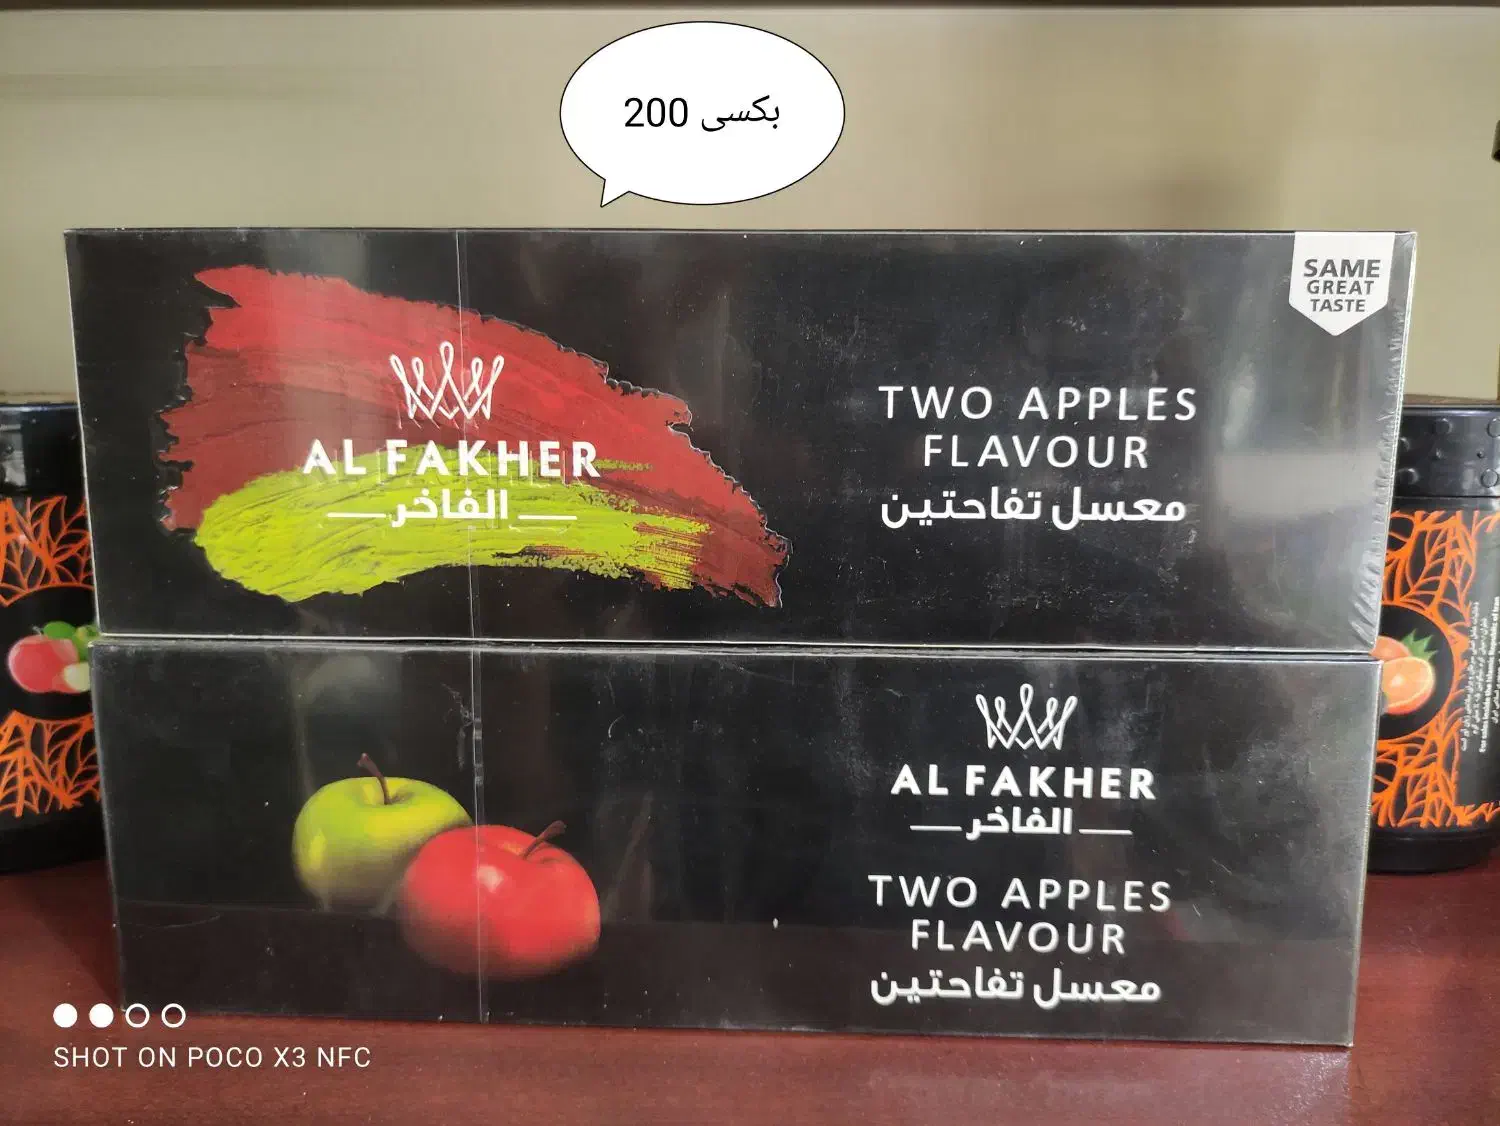 بکسی 200
SAME
GREAT
TASTE
AL FAKHER
الفاخر
TWO APPLES
FLAVOUR
معسل تفاحتين
AL FAKHER
الفاخر
TWO APPLES
FLAVOUR
معسل تفاحتين
SHOT ON POCO X3 NFC